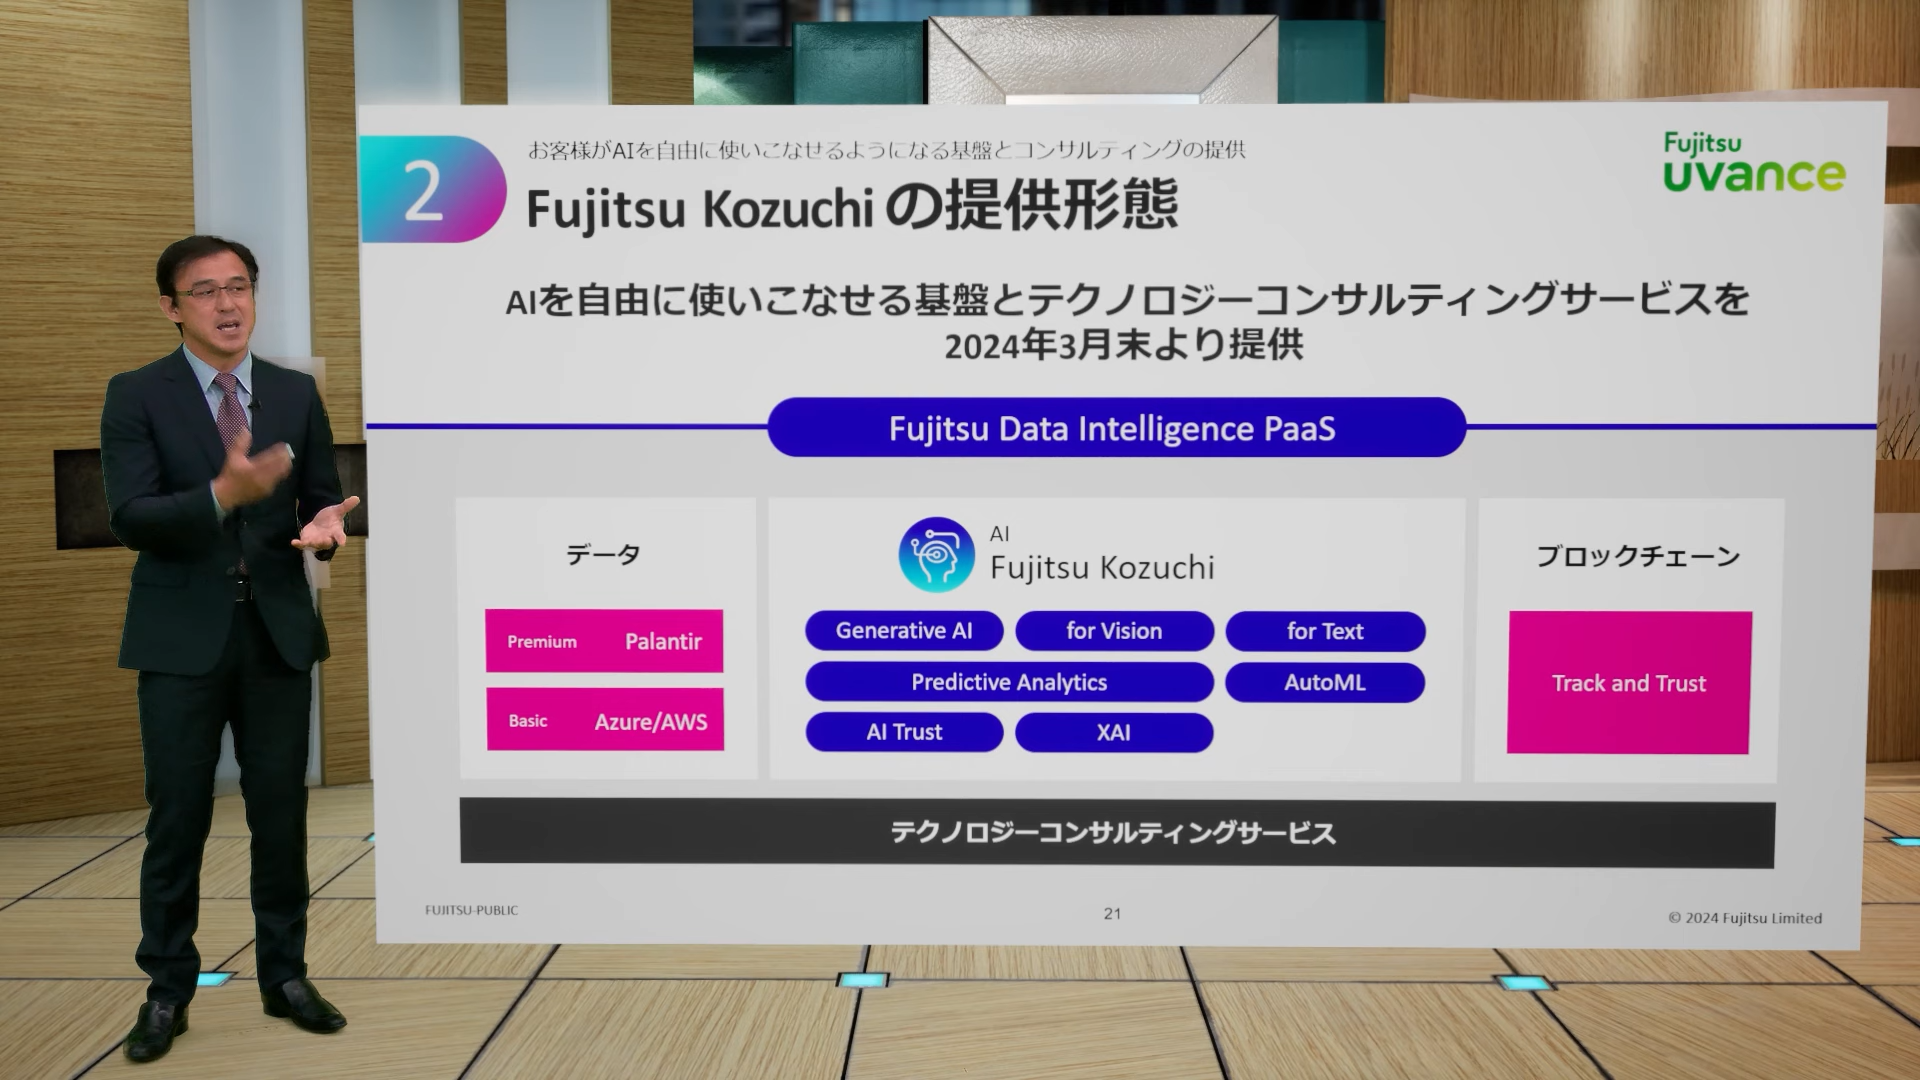 2
お客様がAIを自由に使いこなせるようになる基盤とコンサルティングの提供
Fujitsu Kozuchiの提供形態
Fujitsu
uvance
AIを自由に使いこなせる基盤とテクノロジーコンサルティングサービスを
2024年3月末より提供
Fujitsu Data Intelligence PaaS
データ
Premium Palantir
Basic Azure/AWS
AI
Fujitsu Kozuchi
Generative AI for Vision for Text
Predictive Analytics AutoML
AI Trust XAI
ブロックチェーン
Track and Trust
テクノロジーコンサルティングサービス
FUJITSU-PUBLIC
21
© 2024 Fujitsu Limited